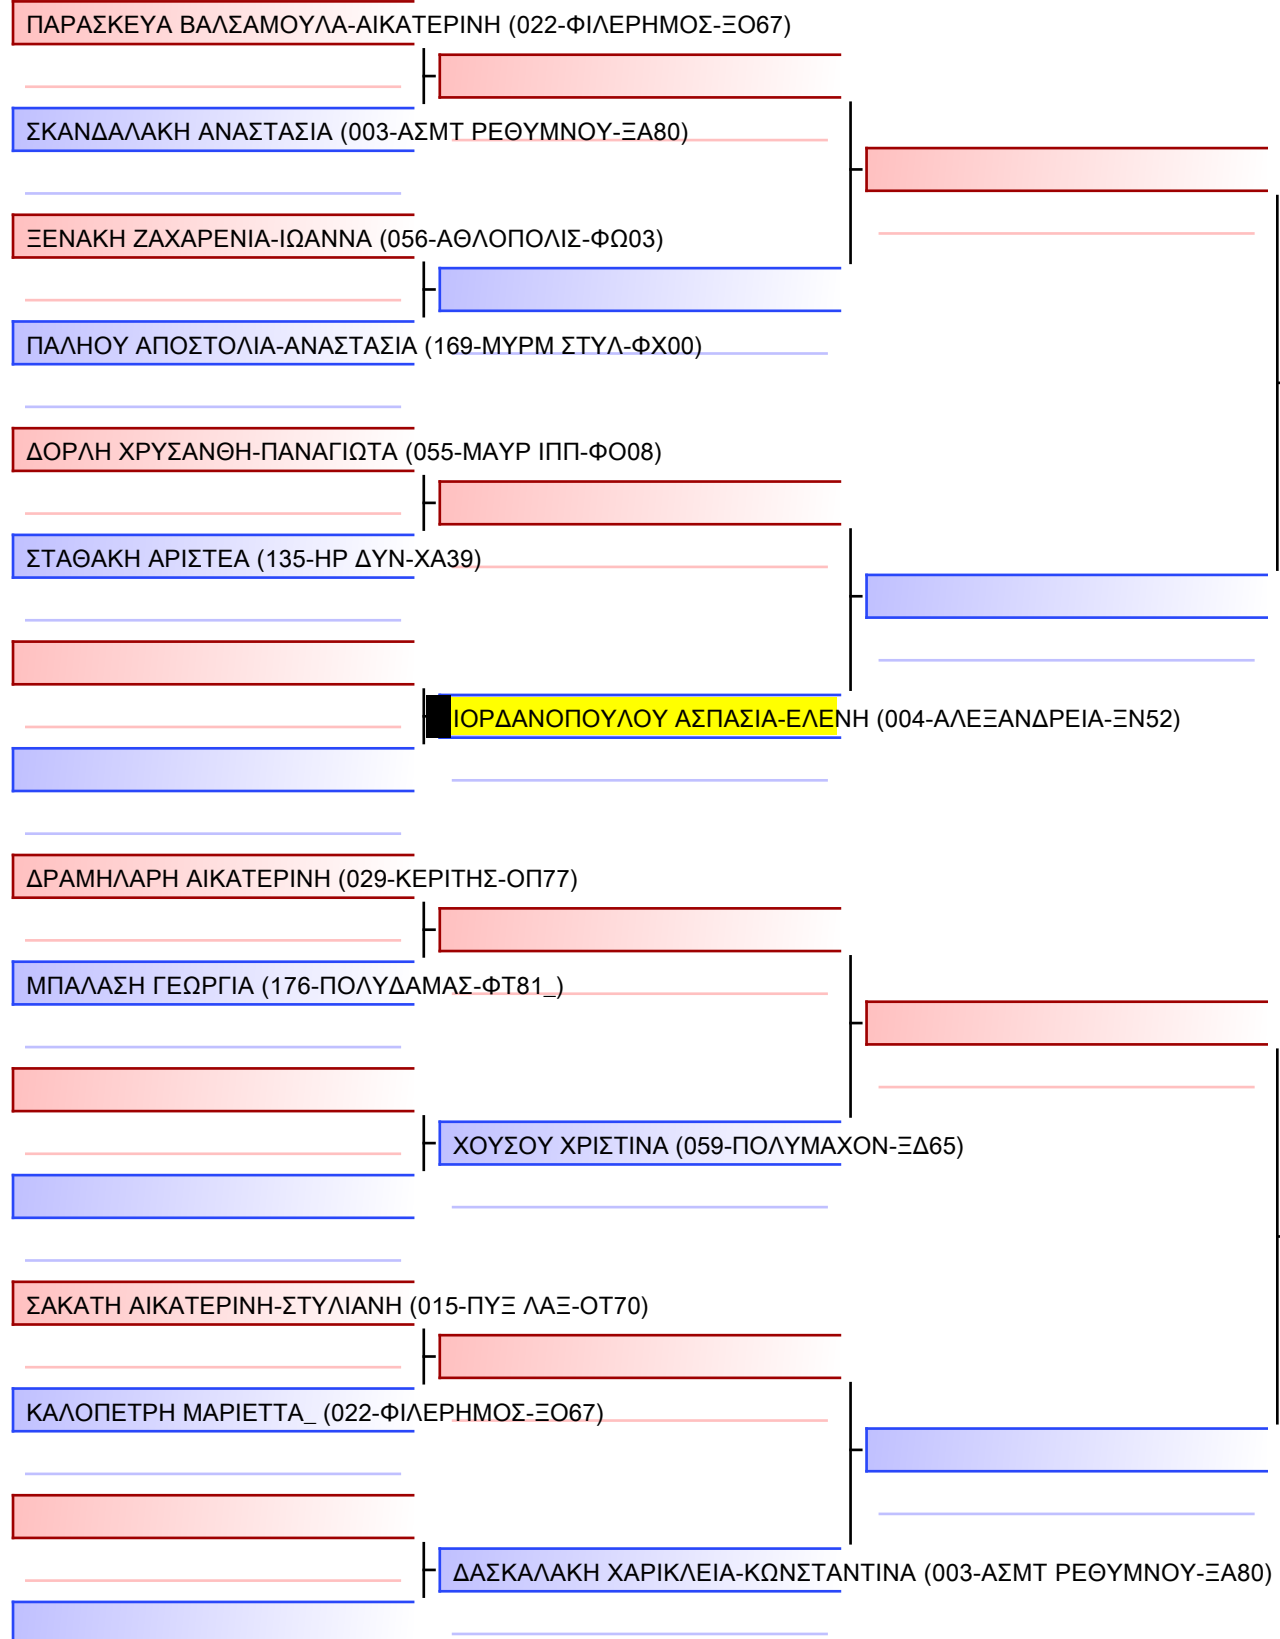 ΠΑΡΑΣΚΕΥΑ ΒΑΛΣΑΜΟΥΛΑ-ΑΙΚΑΤΕΡΙΝΗ (022-ΦΙΛΕΡΗΜΟΣ-ΞΟ67)
ΣΚΑΝΔΑΛΑΚΗ ΑΝΑΣΤΑΣΙΑ (003-ΑΣΜΤ ΡΕΘΥΜΝΟΥ-ΞΑ80)
ΞΕΝΑΚΗ ΖΑΧΑΡΕΝΙΑ-ΙΩΑΝΝΑ (056-ΑΘΛΟΠΟΛΙΣ-ΦΩ03)
ΠΑΛΗΟΥ ΑΠΟΣΤΟΛΙΑ-ΑΝΑΣΤΑΣΙΑ (169-ΜΥΡΜ ΣΤΥΛ-ΦΧ00)
ΔΟΡΛΗ ΧΡΥΣΑΝΘΗ-ΠΑΝΑΓΙΩΤΑ (055-ΜΑΥΡ ΙΠΠ-ΦΟ08)
ΣΤΑΘΑΚΗ ΑΡΙΣΤΕΑ (135-ΗΡ ΔΥΝ-ΧΑ39)
ΙΟΡΔΑΝΟΠΟΥΛΟΥ ΑΣΠΑΣΙΑ-ΕΛΕΝΗ (004-ΑΛΕΞΑΝΔΡΕΙΑ-ΞΝ52)
ΔΡΑΜΗΛΑΡΗ ΑΙΚΑΤΕΡΙΝΗ (029-ΚΕΡΙΤΗΣ-ΟΠ77)
ΜΠΑΛΑΣΗ ΓΕΩΡΓΙΑ (176-ΠΟΛΥΔΑΜΑΣ-ΦΤ81_)
ΧΟΥΣΟΥ ΧΡΙΣΤΙΝΑ (059-ΠΟΛΥΜΑΧΟΝ-ΞΔ65)
ΣΑΚΑΤΗ ΑΙΚΑΤΕΡΙΝΗ-ΣΤΥΛΙΑΝΗ (015-ΠΥΞ ΛΑΞ-ΟΤ70)
ΚΑΛΟΠΕΤΡΗ ΜΑΡΙΕΤΤΑ_ (022-ΦΙΛΕΡΗΜΟΣ-ΞΟ67)
ΔΑΣΚΑΛΑΚΗ ΧΑΡΙΚΛΕΙΑ-ΚΩΝΣΤΑΝΤΙΝΑ (003-ΑΣΜΤ ΡΕΘΥΜΝΟΥ-ΞΑ80)